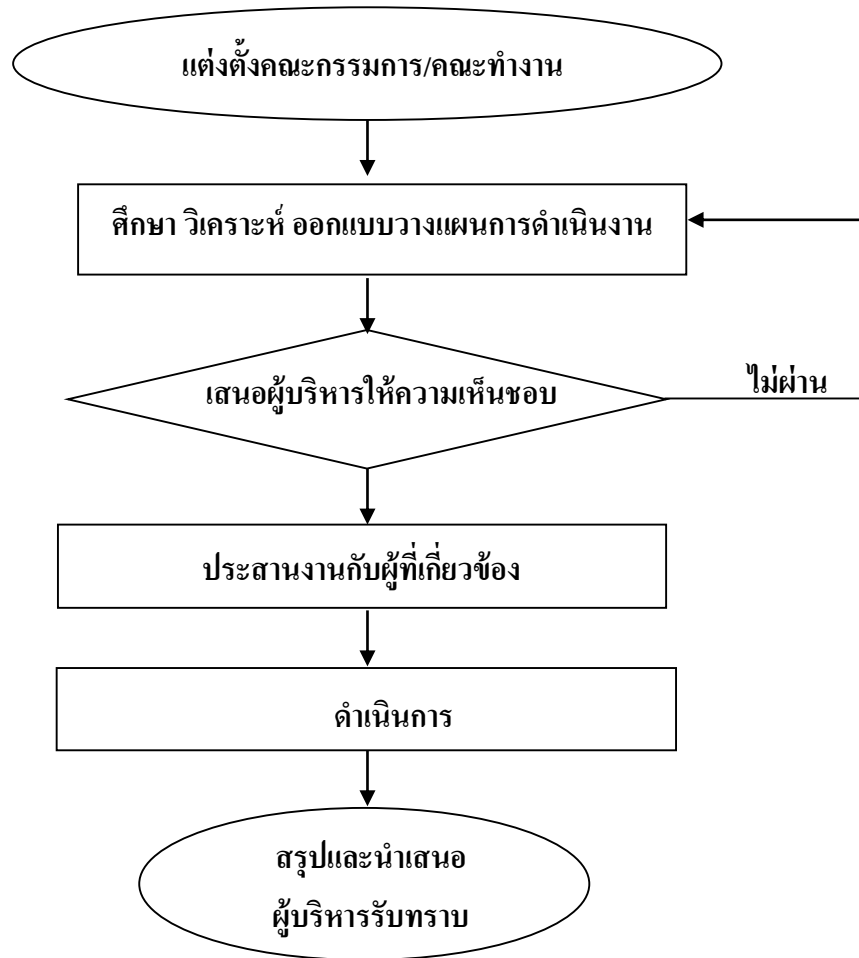 แต่งตั้งคณะกรรมการ/คณะทำงาน
ศึกษา วิเคราะห์ ออกแบบวางแผนการดำเนินงาน
เสนอผู้บริหารให้ความเห็นชอบ
ไม่ผ่าน
ประสานงานกับผู้ที่เกี่ยวข้อง
ดำเนินการ
สรุปและนำเสนอ
ผู้บริหารรับทราบ